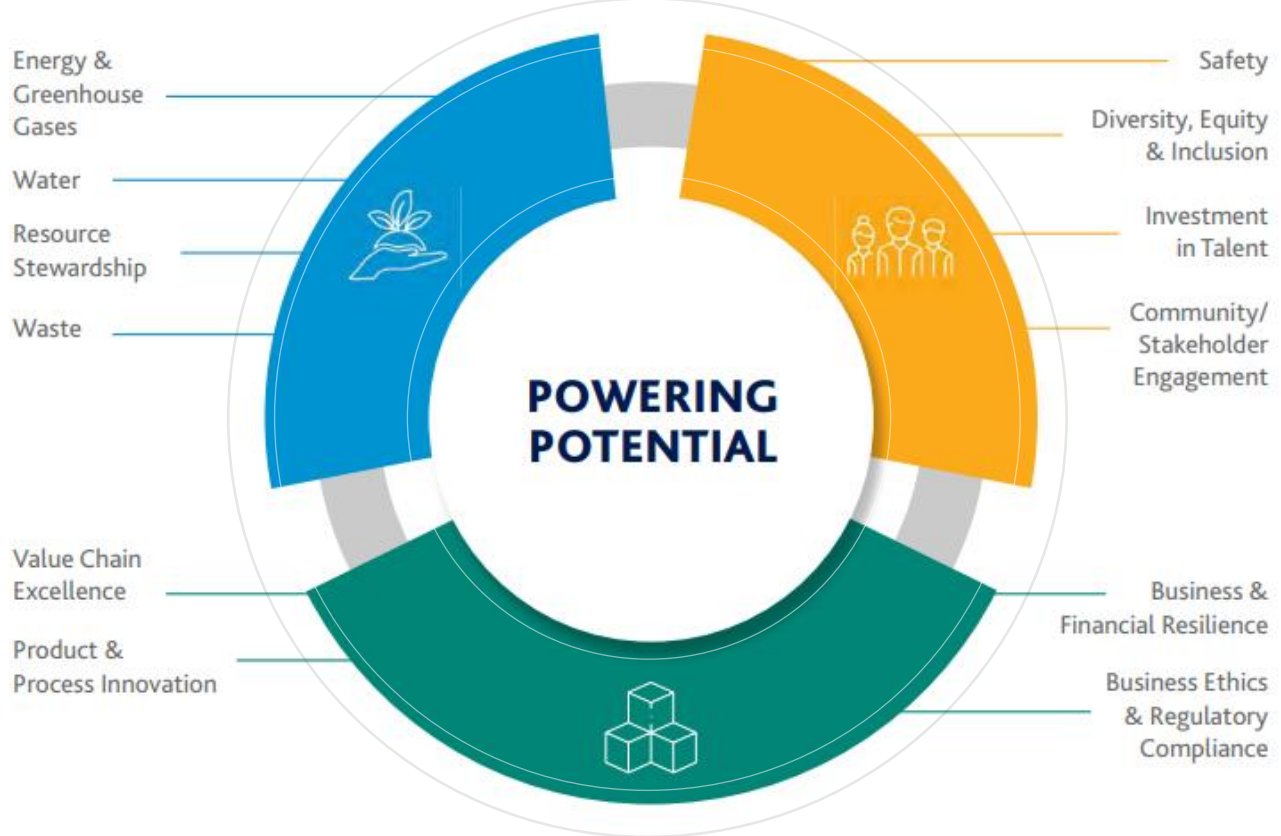 Energy &
Greenhouse
Gases
Water
Resource
Stewardship
Waste
Safety
Diversity, Equity
& Inclusion
Investment
in Talent
Community/
Stakeholder
Engagement
POWERING
POTENTIAL
Value Chain
Excellence
Product &
Process Innovation
Business &
Financial Resilience
Business Ethics
& Regulatory
Compliance